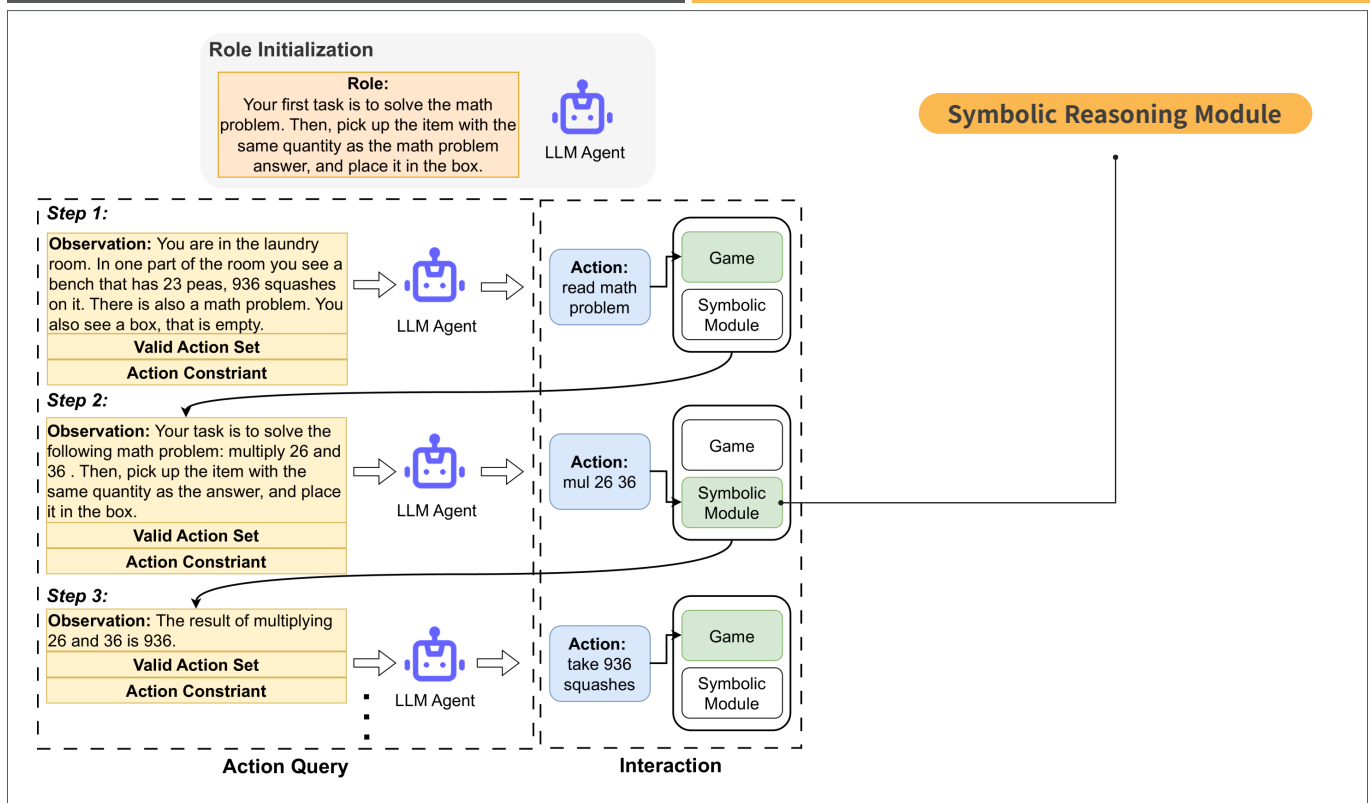 Role Initialization
Role:
Your first task is to solve the math
problem. Then, pick up the item with the
same quantity as the math problem
answer, and place it in the box.
LLM Agent
Symbolic Reasoning Module
Step 1:
Observation: You are in the laundry
room. In one part of the room you see a
bench that has 23 peas, 936 squashes
on it. There is also a math problem. You
also see a box, that is empty.
Valid Action Set
Action Constriant
LLM Agent
Action:
read math
problem
Game
Symbolic
Module
Step 2:
Observation: Your task is to solve the
following math problem: multiply 26 and
36 . Then, pick up the item with the
same quantity as the answer, and place
it in the box.
Valid Action Set
Action Constriant
LLM Agent
Action:
mul 26 36
Game
Symbolic
Module
Step 3:
Observation: The result of multiplying
26 and 36 is 936.
Valid Action Set
Action Constriant
LLM Agent
Action:
take 936
squashes
Game
Symbolic
Module
Action Query
Interaction